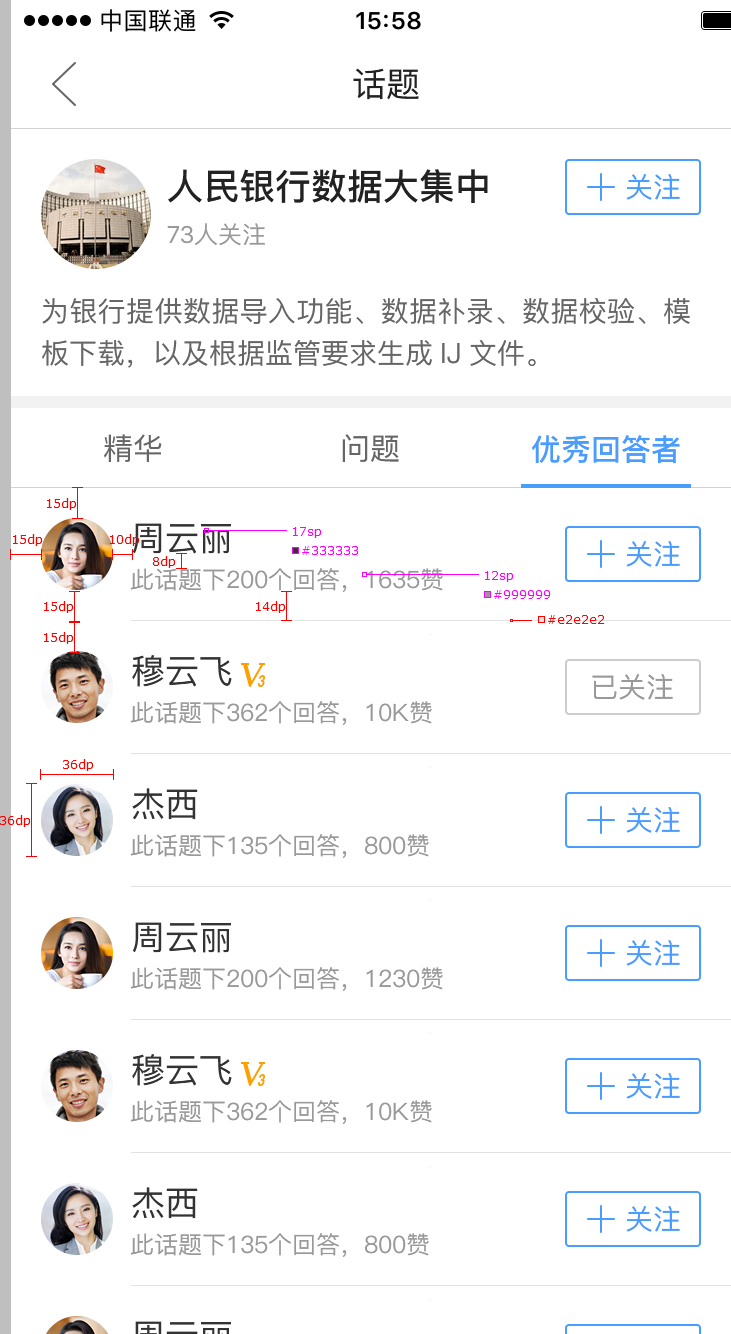 中国联通 15:58
话题
人民银行数据大集中
关注
73人关注
为银行提供数据导入功能、数据补录、数据校验、模
板下载，以及根据监管要求生成 IJ 文件。
精华 问题 优秀回答者
15dp
15dp 10dp 周云丽 17sp
#333333
关注
8dp
此话题下200个回答，1635赞 12sp
#999999
15dp 14dp
#e2e2e2
15dp
穆云飞 V3
已关注
此话题下362个回答，10K赞
36dp
杰西
36dp
关注
此话题下135个回答，800赞
周云丽
关注
此话题下200个回答，1230赞
穆云飞 V3
关注
此话题下362个回答，10K赞
杰西
关注
此话题下135个回答，800赞
周云丽